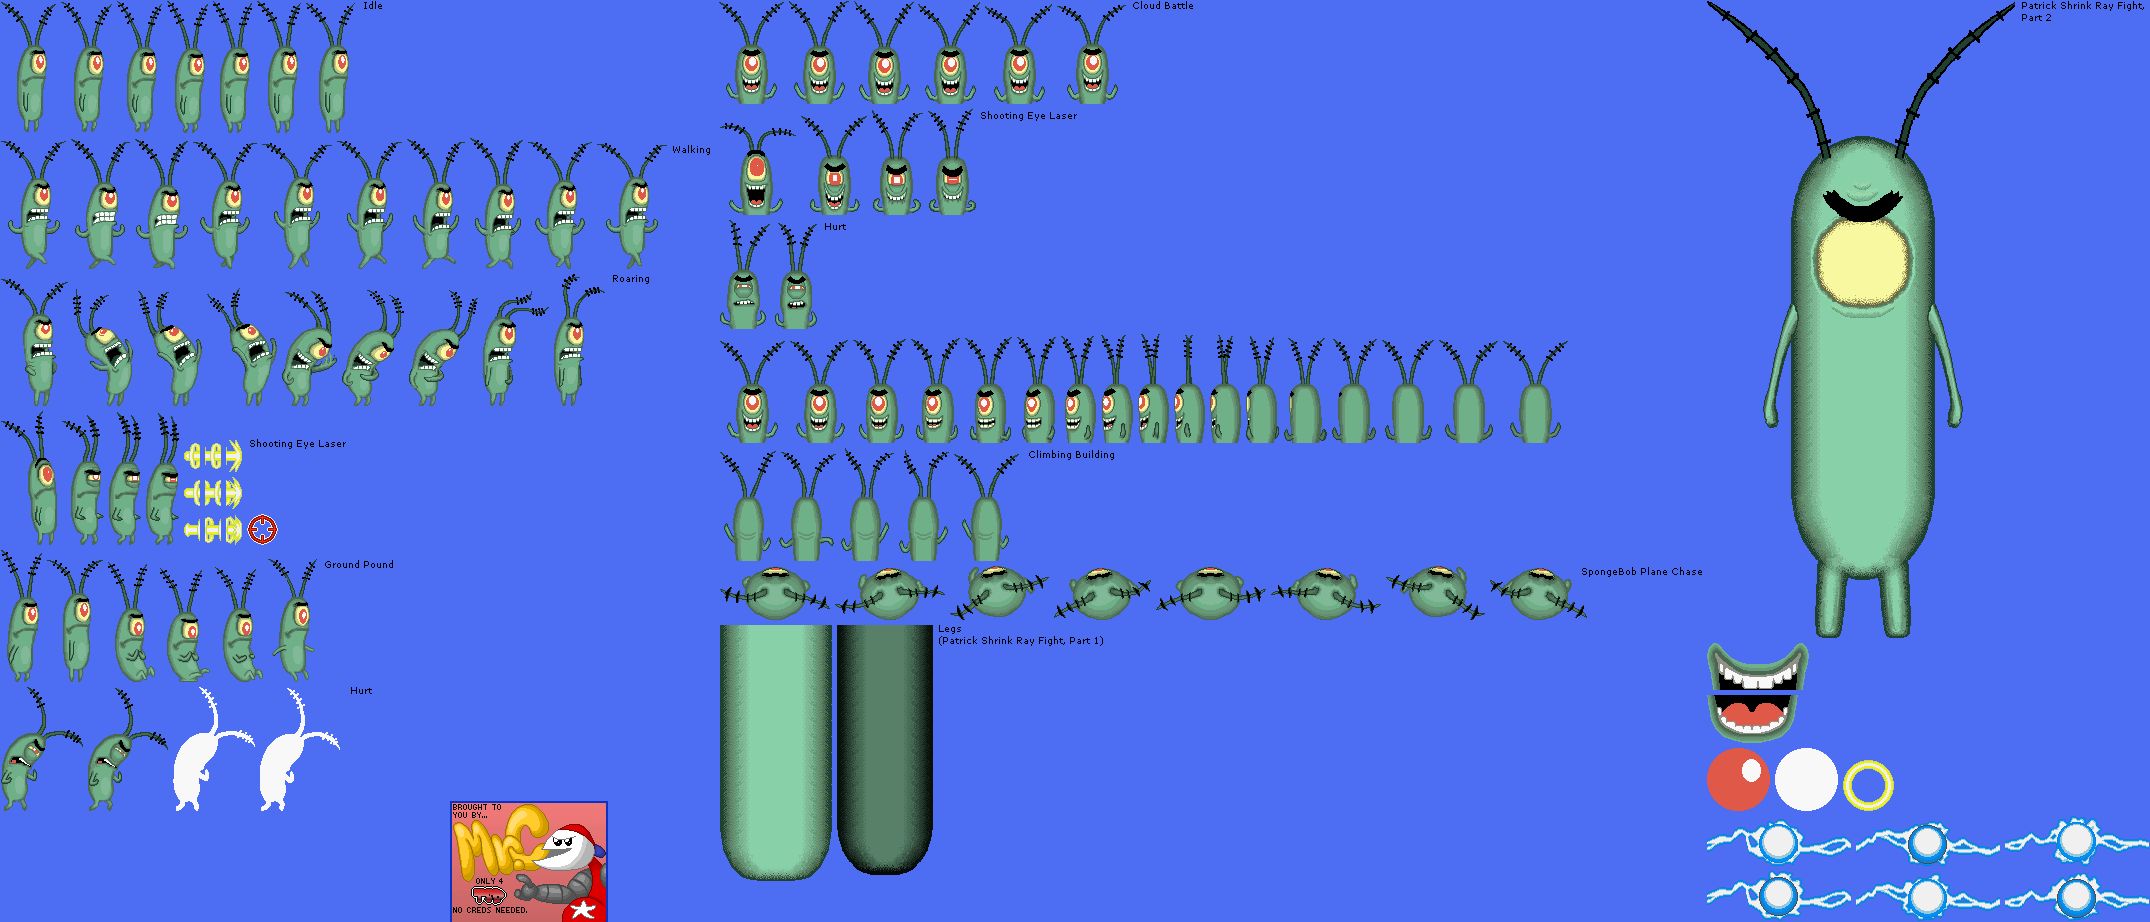 Idle
Walking
Roaring
Shooting Eye Laser
Ground Pound
Hurt
BROUGHT TO
YOU BY...
Mr. C
ONLY 4
NO CREDS NEEDED.
Cloud Battle
Shooting Eye Laser
Hurt
Climbing Building
SpongeBob Plane Chase
Legs
(Patrick Shrink Ray Fight, Part 1)
Patrick Shrink Ray Fight,
Part 2